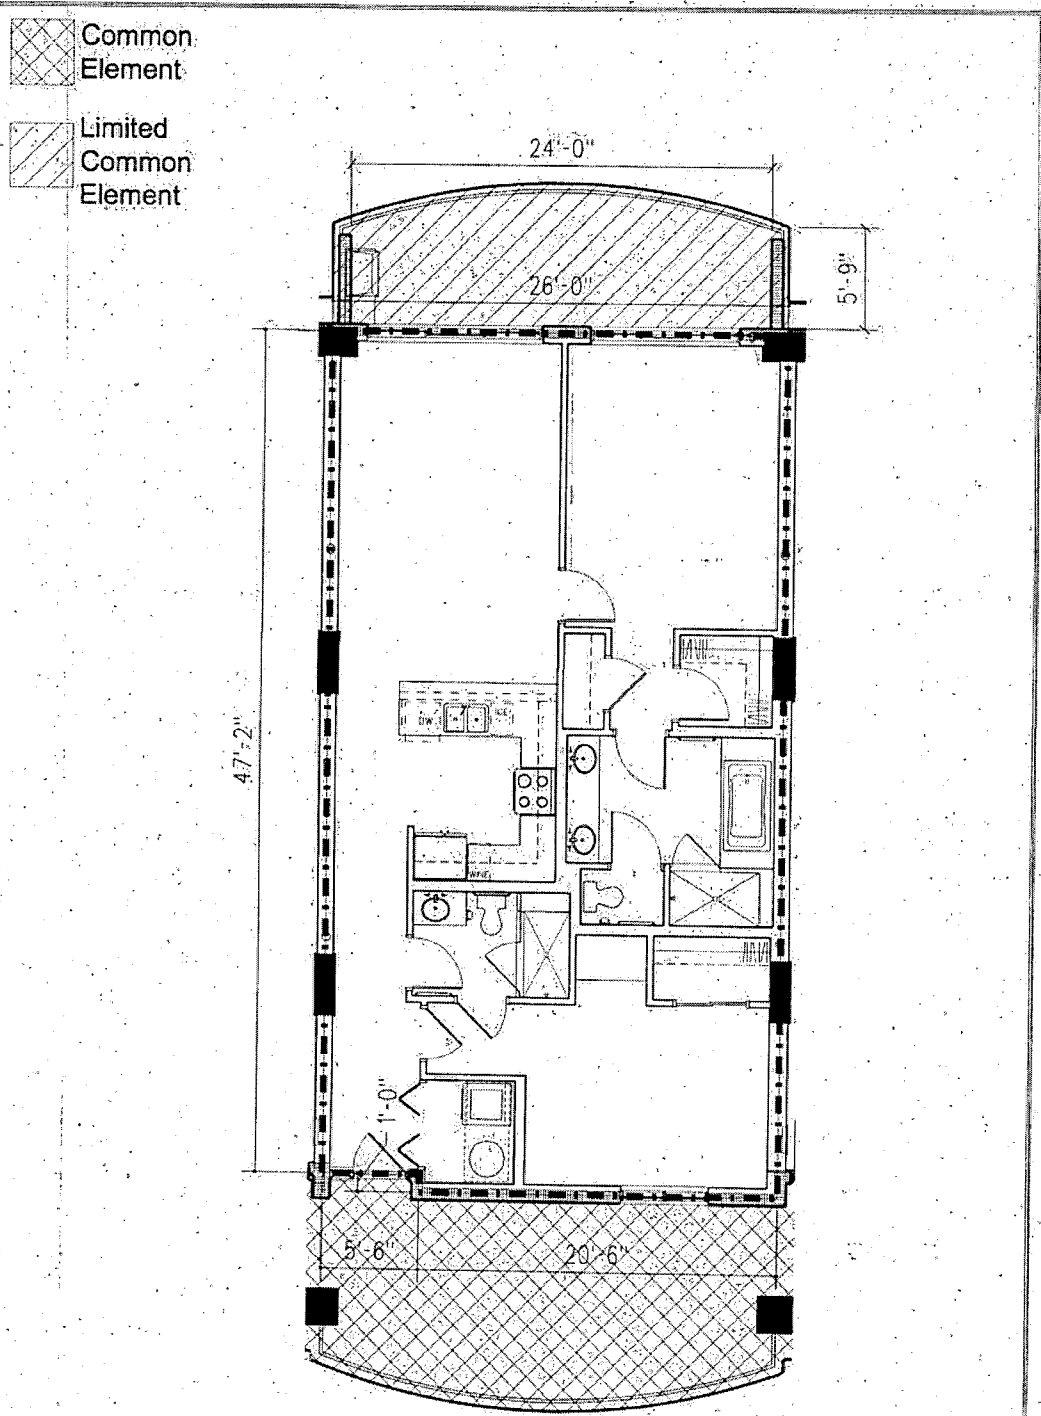 Common
Element
Limited
Common
Element
24'-0"
26'-0"
5'-9"
47'-2"
DW
1'-0"
5'-6"
20'-6"